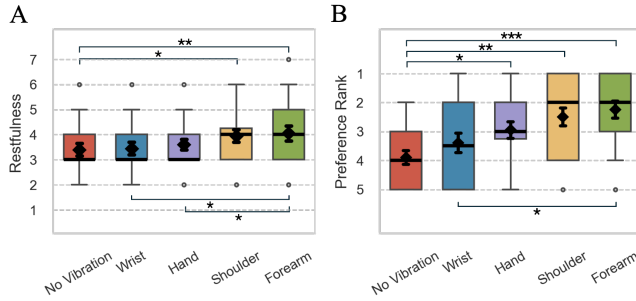 A
Restfulness
7
6
5
4
3
2
1
**
*
*
*
No Vibration
Wrist
Hand
Shoulder
Forearm
B
Preference Rank
1
2
3
4
5
***
**
*
*
No Vibration
Wrist
Hand
Shoulder
Forearm